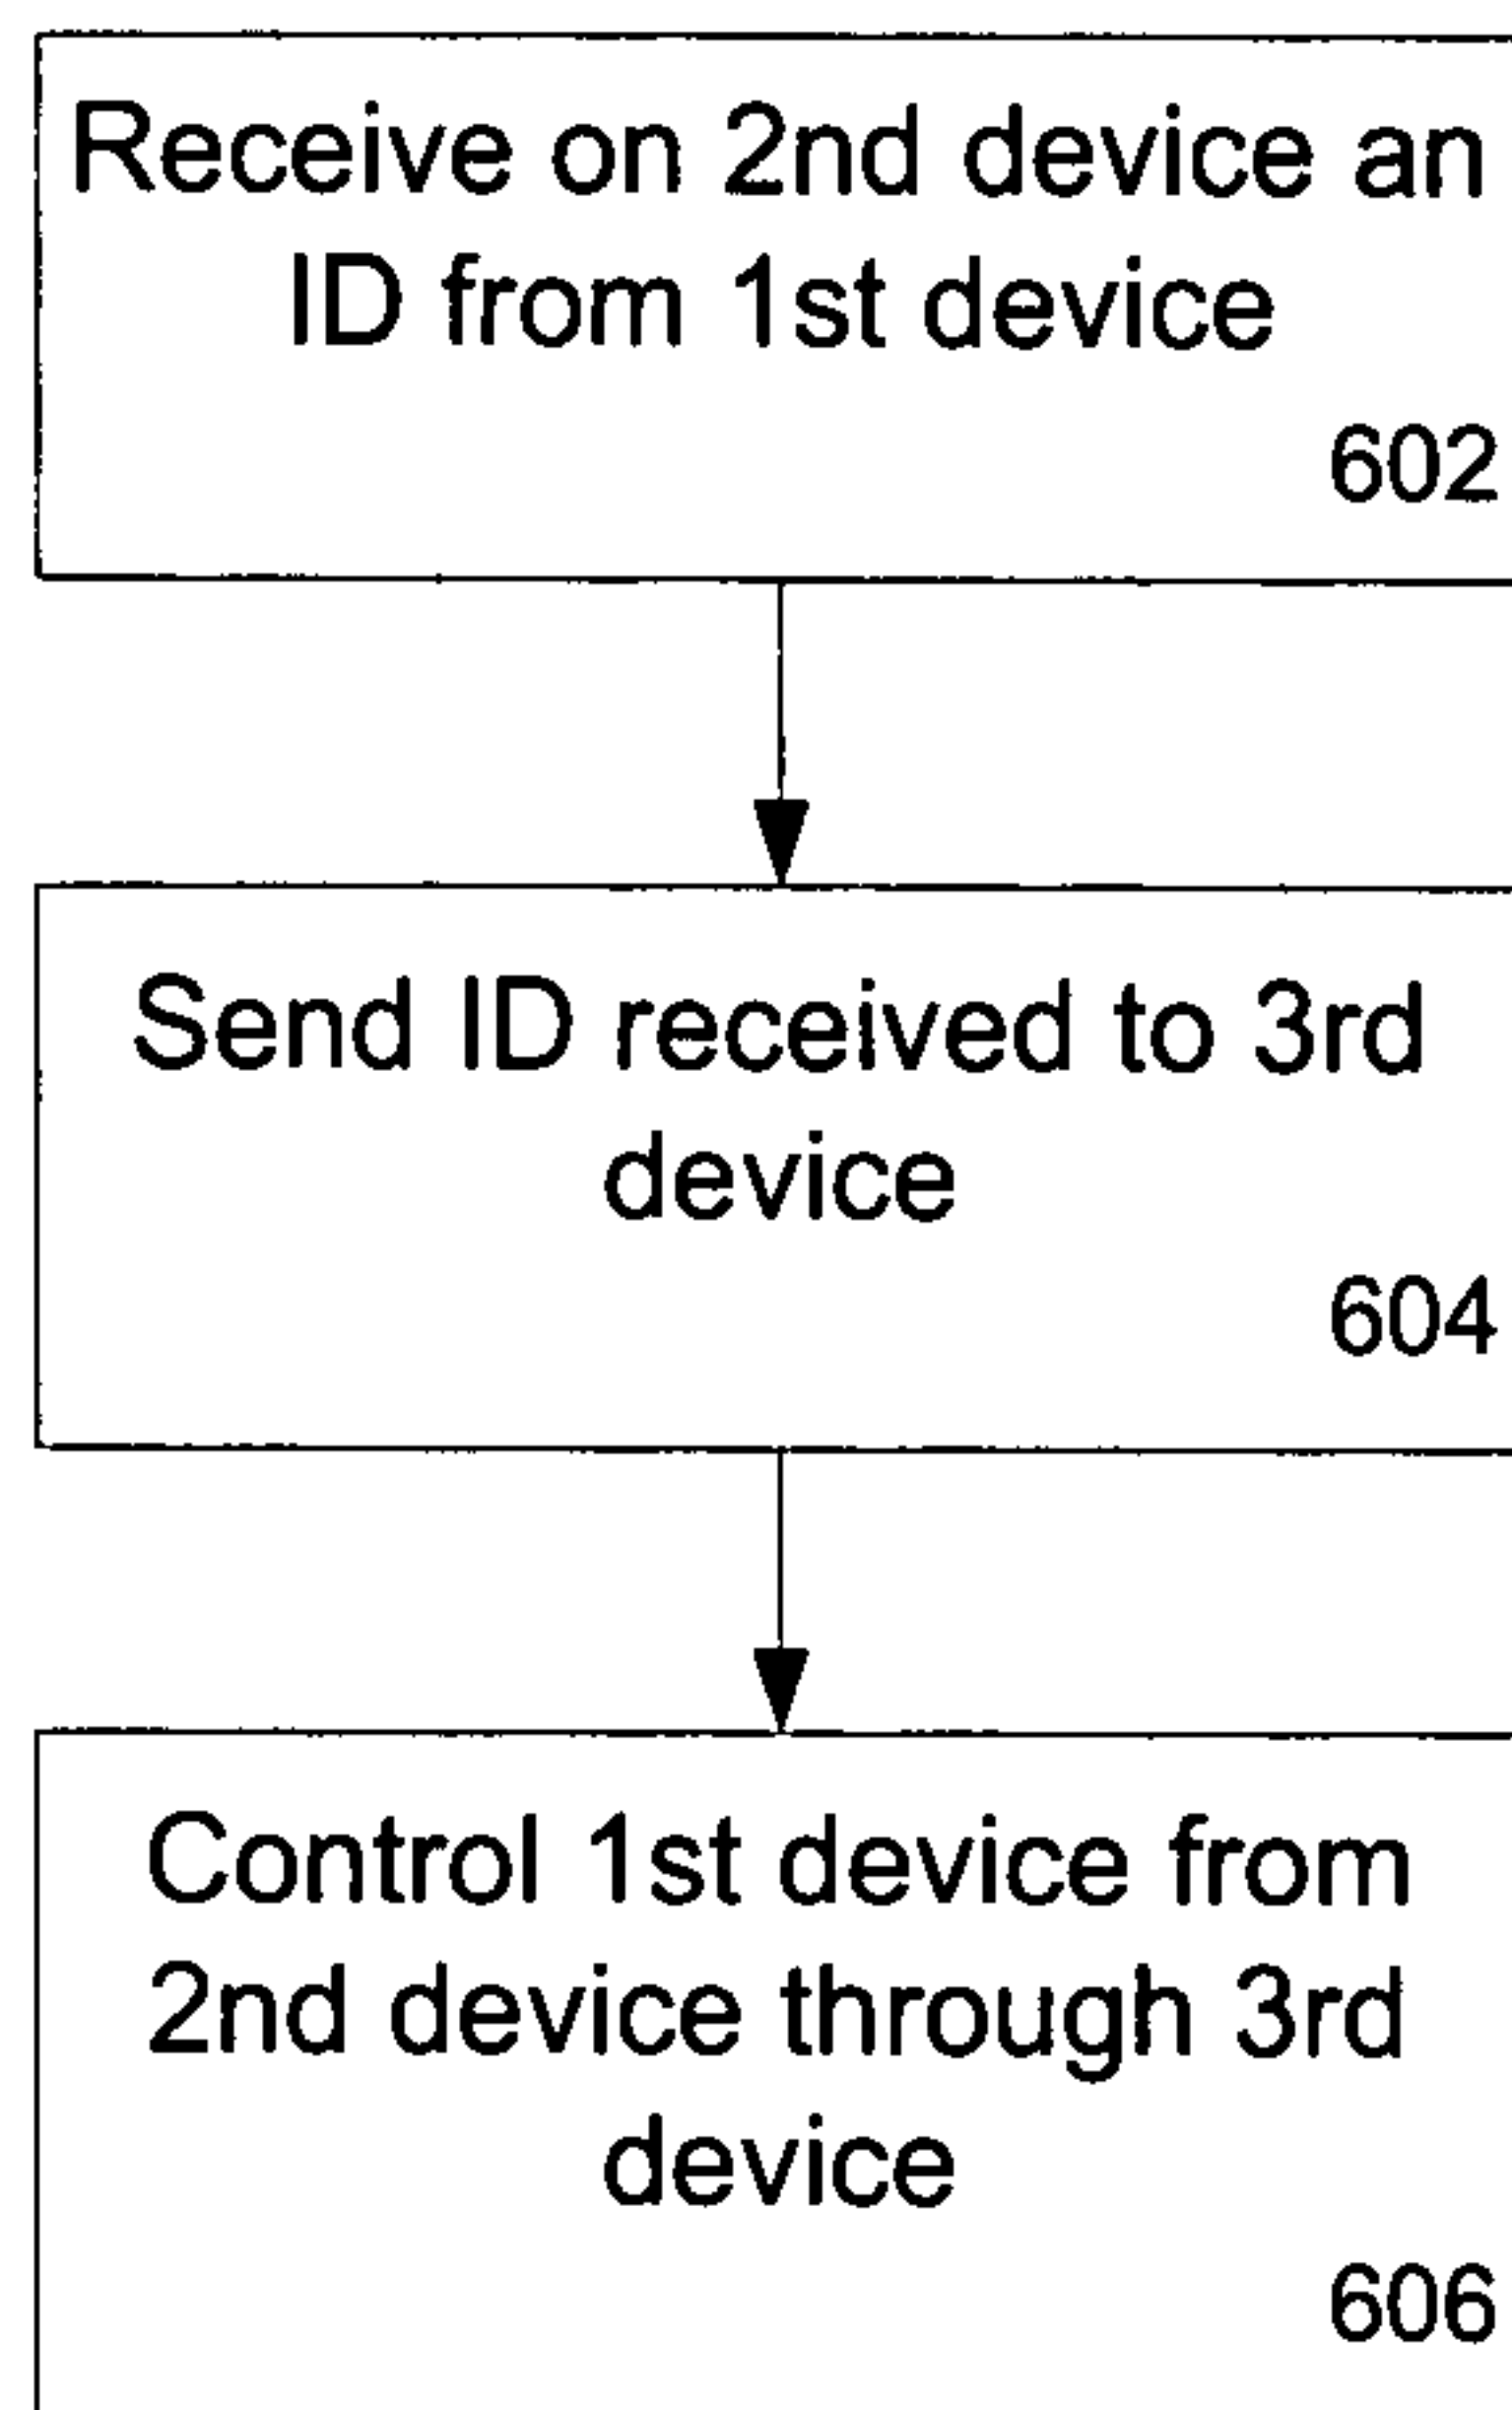 Receive on 2nd device an
ID from 1st device
602
Send ID received to 3rd
device
604
Control 1st device from
2nd device through 3rd
device
606